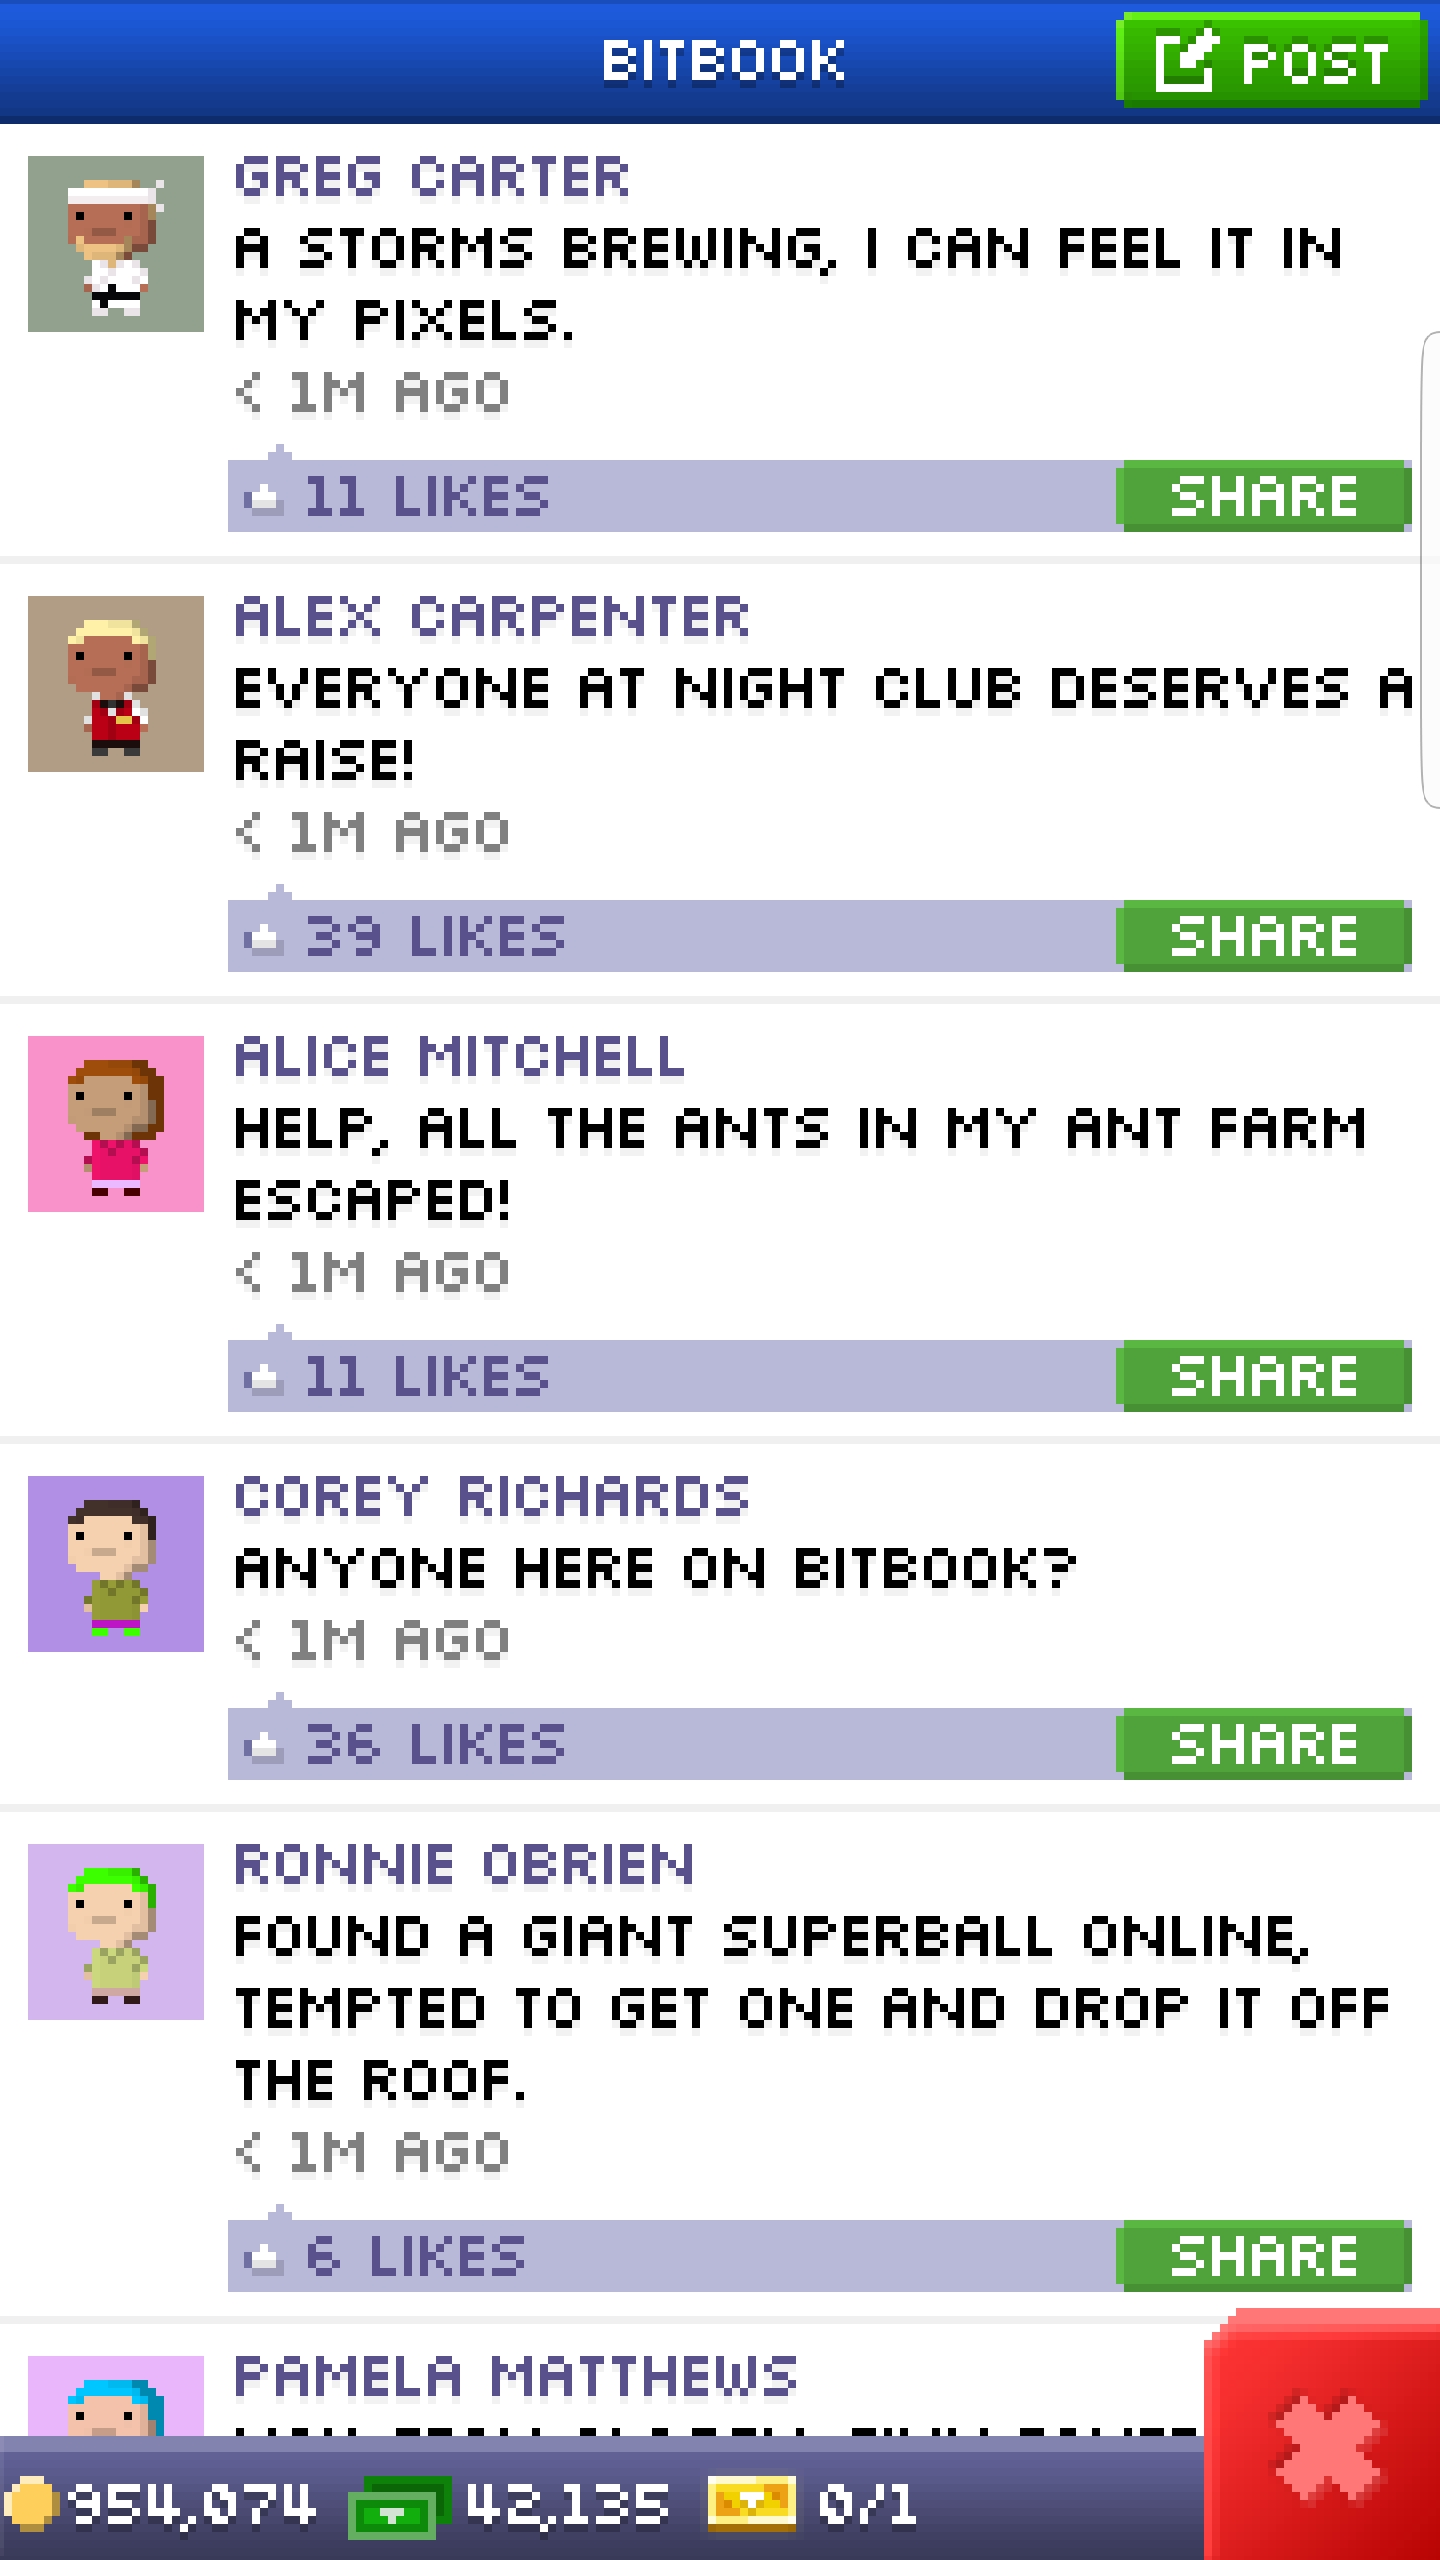 BITBOOK
POST
GREG CARTER
A STORMS BREWING, I CAN FEEL IT IN
MY PIXELS.
< 1M AGO
11 LIKES
SHARE
ALEX CARPENTER
EVERYONE AT NIGHT CLUB DESERVES A
RAISE!
< 1M AGO
39 LIKES
SHARE
ALICE MITCHELL
HELP, ALL THE ANTS IN MY ANT FARM
ESCAPED!
< 1M AGO
11 LIKES
SHARE
COREY RICHARDS
ANYONE HERE ON BITBOOK?
< 1M AGO
36 LIKES
SHARE
RONNIE OBRIEN
FOUND A GIANT SUPERBALL ONLINE,
TEMPTED TO GET ONE AND DROP IT OFF
THE ROOF.
< 1M AGO
6 LIKES
SHARE
PAMELA MATTHEWS
954,074
42,135
0/1